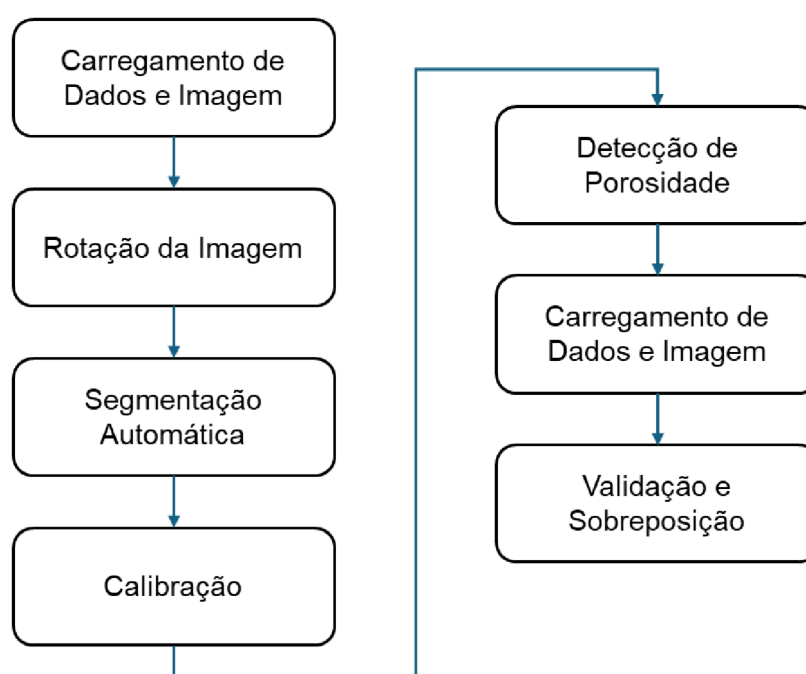 Carregamento de
Dados e Imagem
Rotação da Imagem
Segmentação
Automática
Calibração
Detecção de
Porosidade
Carregamento de
Dados e Imagem
Validação e
Sobreposição